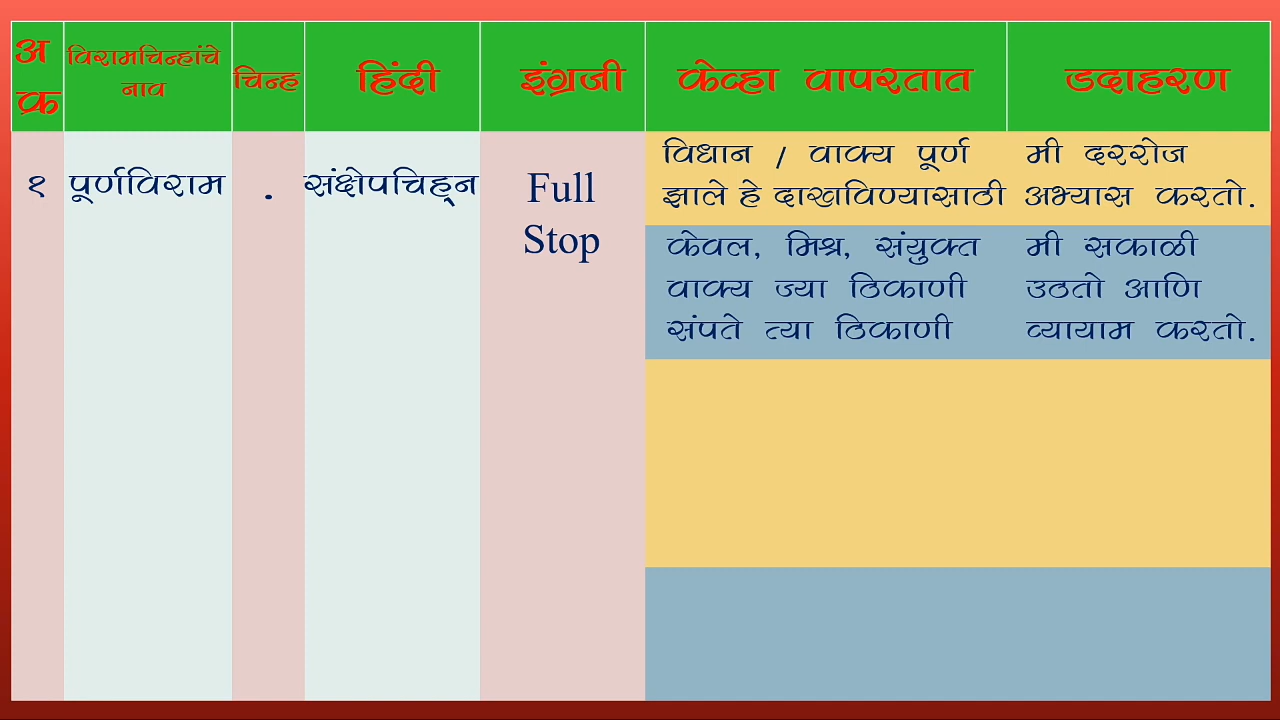 अ
क्र
विरामचिन्हांचे
नाव
चिन्ह
हिंदी
इंग्रजी
केव्हा वापरतात
उदाहरण
१
पूर्णविराम
.
संक्षेपचिह्‌न
Full
Stop
विधान / वाक्य पूर्ण
झाले हे दाखविण्यासाठी
मी दररोज
अभ्यास करतो.
केवल, मिश्र, संयुक्त
वाक्य ज्या ठिकाणी
संपते त्या ठिकाणी
मी सकाळी
उठतो आणि
व्यायाम करतो.